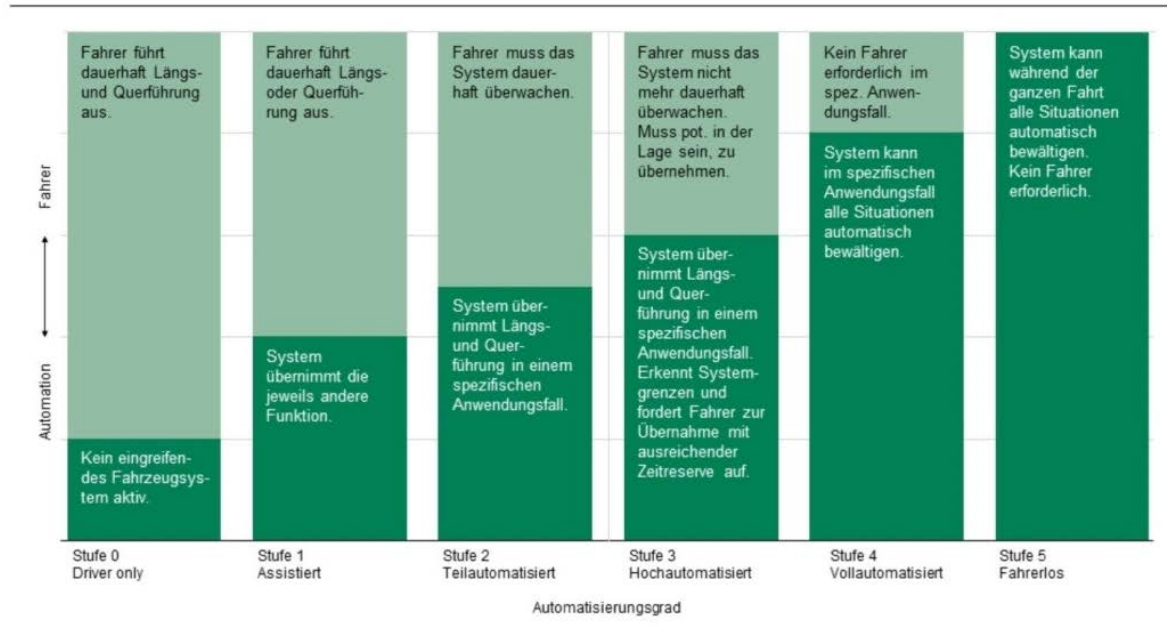 Fahrer führt
dauerhaft Längs-
und Querführung
aus.
Kein eingreifen-
des Fahrzeugsys-
tem aktiv.
Fahrer führt
dauerhaft Längs-
oder Querfüh-
rung aus.
System
übernimmt die
jeweils andere
Funktion.
Fahrer muss das
System dauer-
haft überwachen.
System über-
nimmt Längs-
und Quer-
führung in einem
spezifischen
Anwendungsfall.
Fahrer muss das
System nicht
mehr dauerhaft
überwachen.
Muss pot. in der
Lage sein, zu
übernehmen.
System über-
nimmt Längs-
und Quer-
führung in einem
spezifischen
Anwendungsfall.
Erkennt System-
grenzen und
fordert Fahrer zur
Übernahme mit
ausreichender
Zeitreserve auf.
Kein Fahrer
erforderlich im
spez. Anwen-
dungsfall.
System kann
im spezifischen
Anwendungsfall
alle Situationen
automatisch
bewältigen.
System kann
während der
ganzen Fahrt
alle Situationen
automatisch
bewältigen.
Kein Fahrer
erforderlich.
Fahrer
Automation
Stufe 0
Driver only
Stufe 1
Assistiert
Stufe 2
Teilautomatisiert
Stufe 3
Hochautomatisiert
Stufe 4
Vollautomatisiert
Stufe 5
Fahrerlos
Automatisierungsgrad